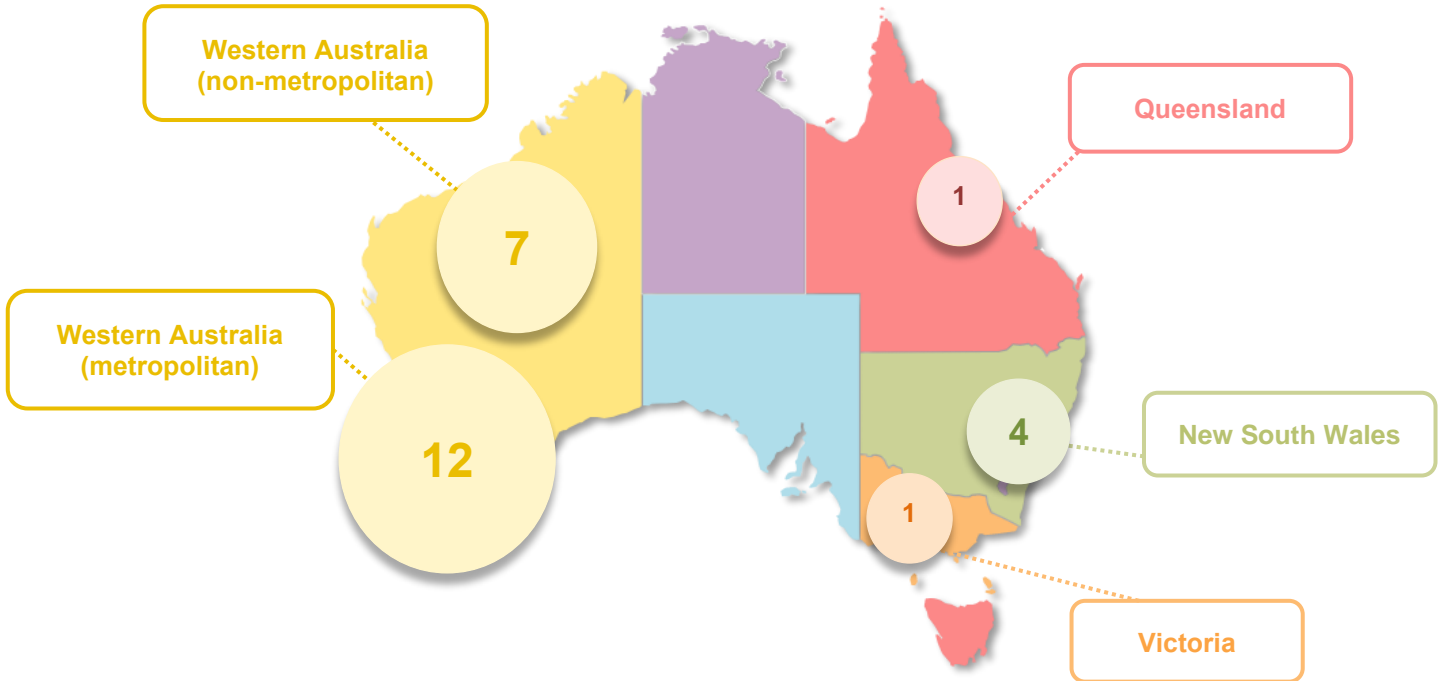 Western Australia
(non-metropolitan)
Queensland
1
7
Western Australia
(metropolitan)
12
4
New South Wales
1
Victoria